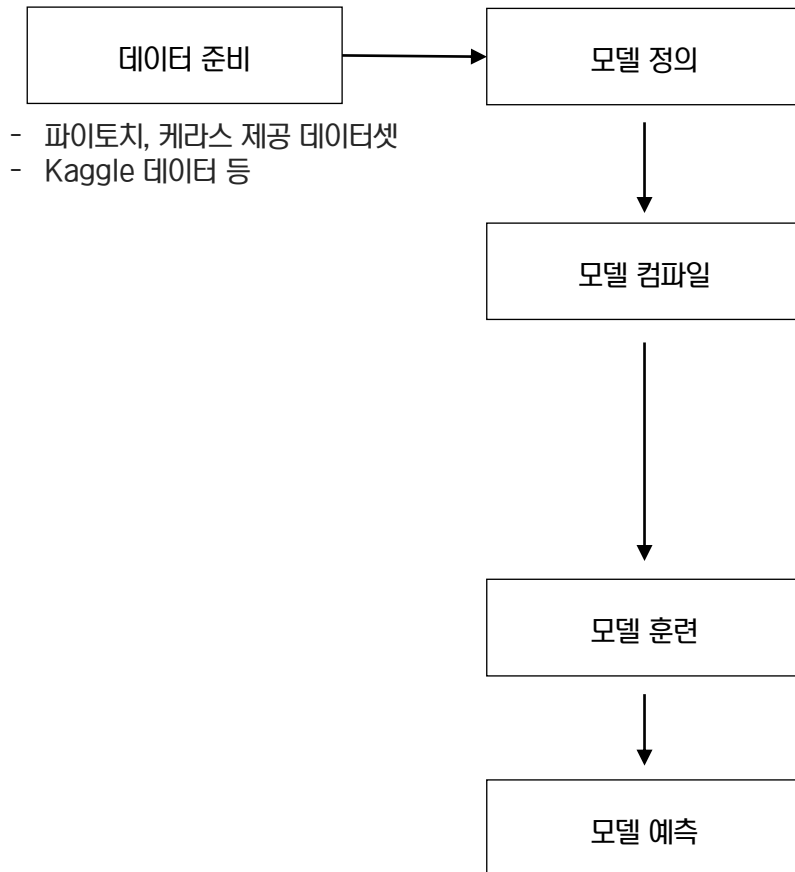 데이터 준비
모델 정의
- 파이토치, 케라스 제공 데이터셋
- Kaggle 데이터 등
모델 컴파일
모델 훈련
모델 예측